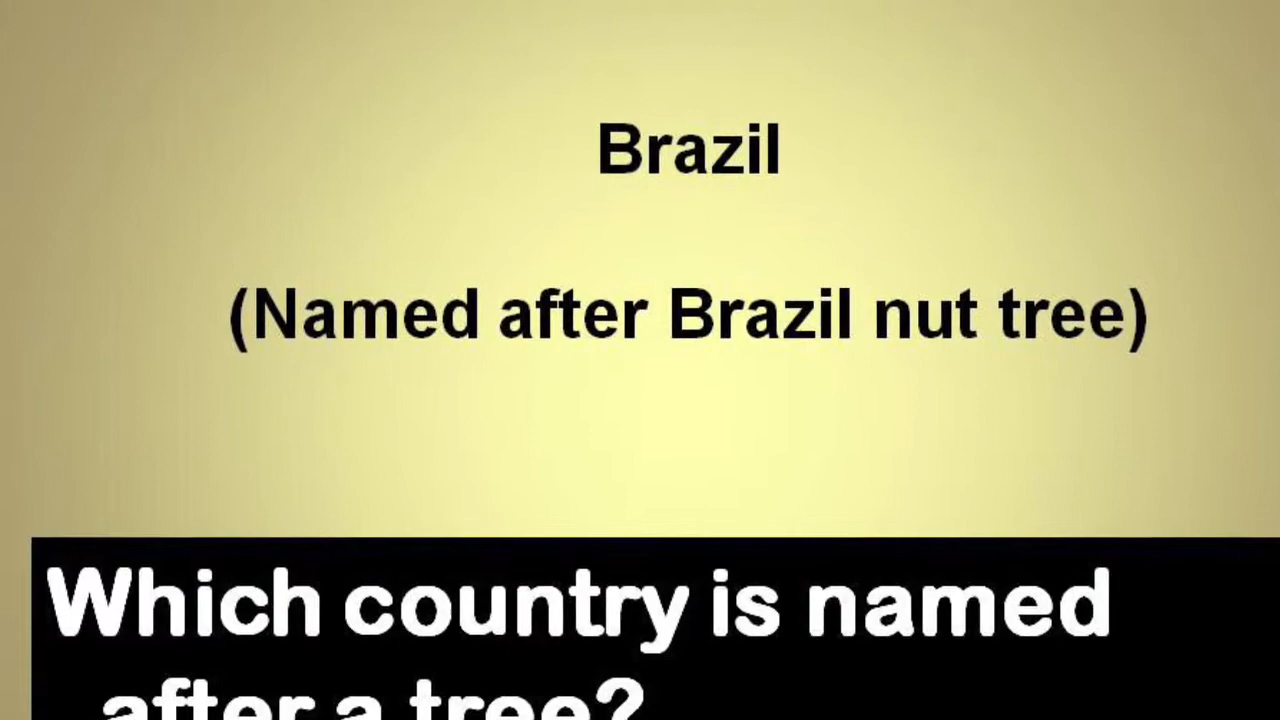 Brazil
(Named after Brazil nut tree)
Which country is named
after a tree?